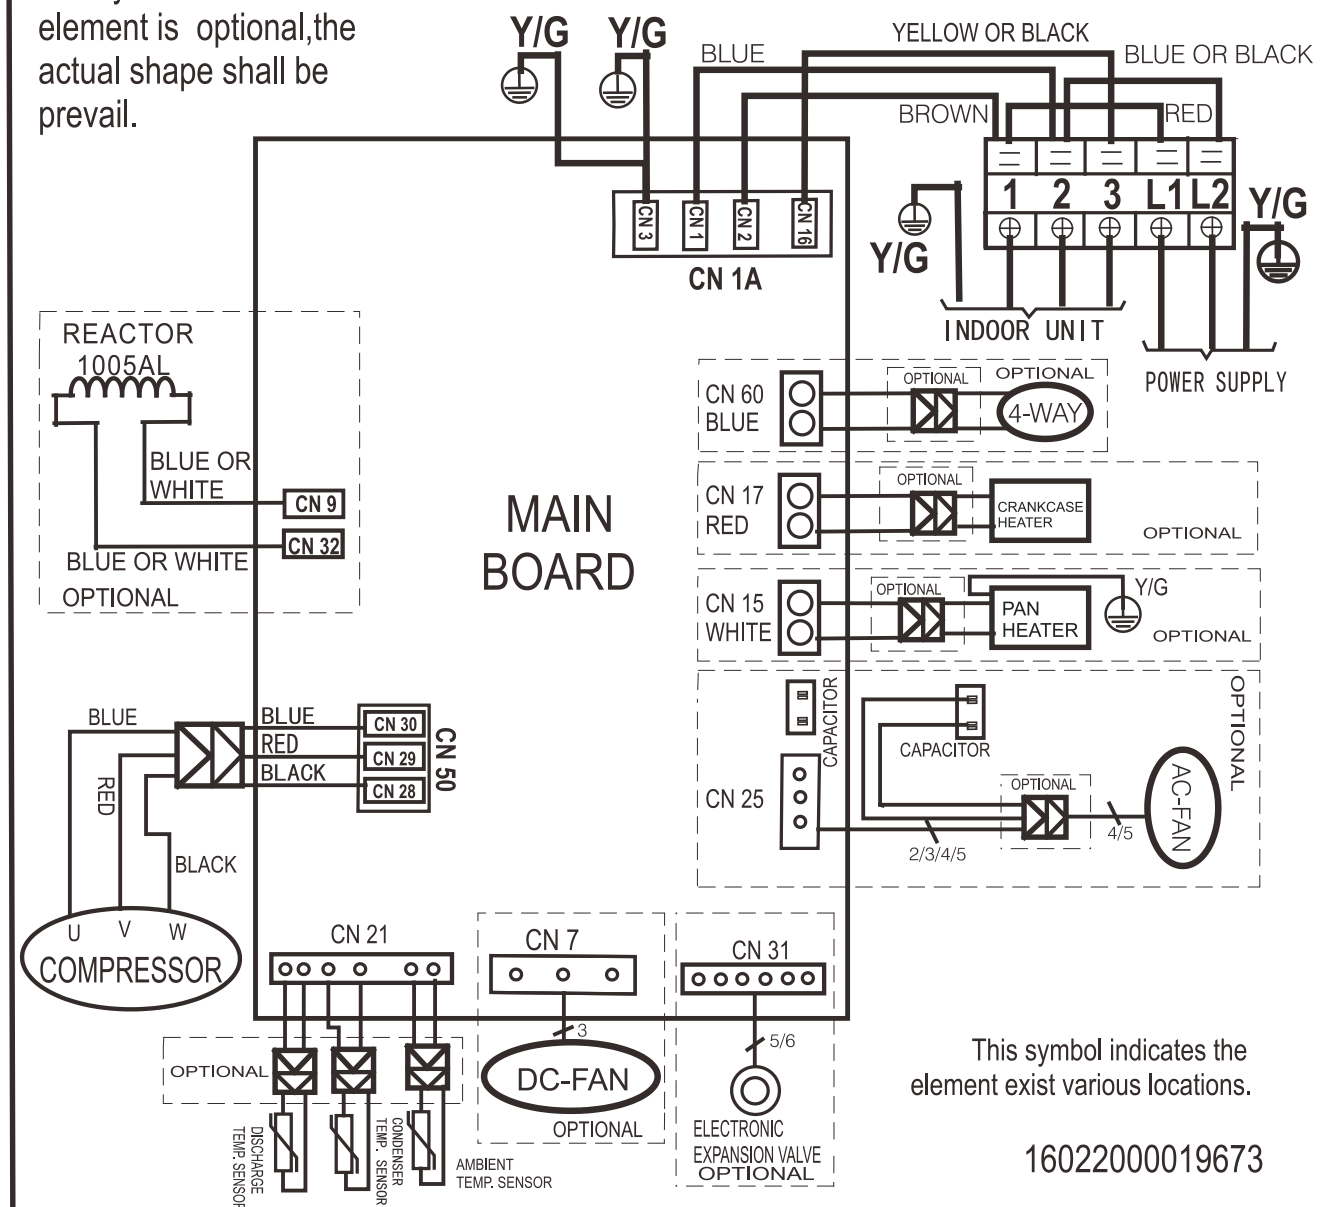 element is optional,the
actual shape shall be
prevail.
Y/G
Y/G
BLUE
YELLOW OR BLACK
BLUE OR BLACK
BROWN
RED
1 2 3 L1 L2
Y/G
Y/G
CN 3
CN 1
CN 2
CN 16
CN 1A
INDOOR UNIT
POWER SUPPLY
REACTOR
1005AL
BLUE OR
WHITE
CN 9
CN 32
BLUE OR WHITE
OPTIONAL
MAIN
BOARD
CN 60
BLUE
OPTIONAL
OPTIONAL
4-WAY
CN 17
RED
OPTIONAL
CRANKCASE
HEATER
OPTIONAL
CN 15
WHITE
OPTIONAL
PAN
HEATER
Y/G
OPTIONAL
CAPACITOR
CN 25
CAPACITOR
OPTIONAL
OPTIONAL
AC-FAN
2/3/4/5
4/5
BLUE
RED
BLACK
BLUE
RED
BLACK
CN 30
CN 29
CN 28
CN 50
U V W
COMPRESSOR
CN 21
OPTIONAL
DISCHARGE
TEMP. SENSOR
CONDENSER
TEMP. SENSOR
AMBIENT
TEMP. SENSOR
CN 7
3
DC-FAN
OPTIONAL
CN 31
5/6
ELECTRONIC
EXPANSION VALVE
OPTIONAL
This symbol indicates the
element exist various locations.
16022000019673